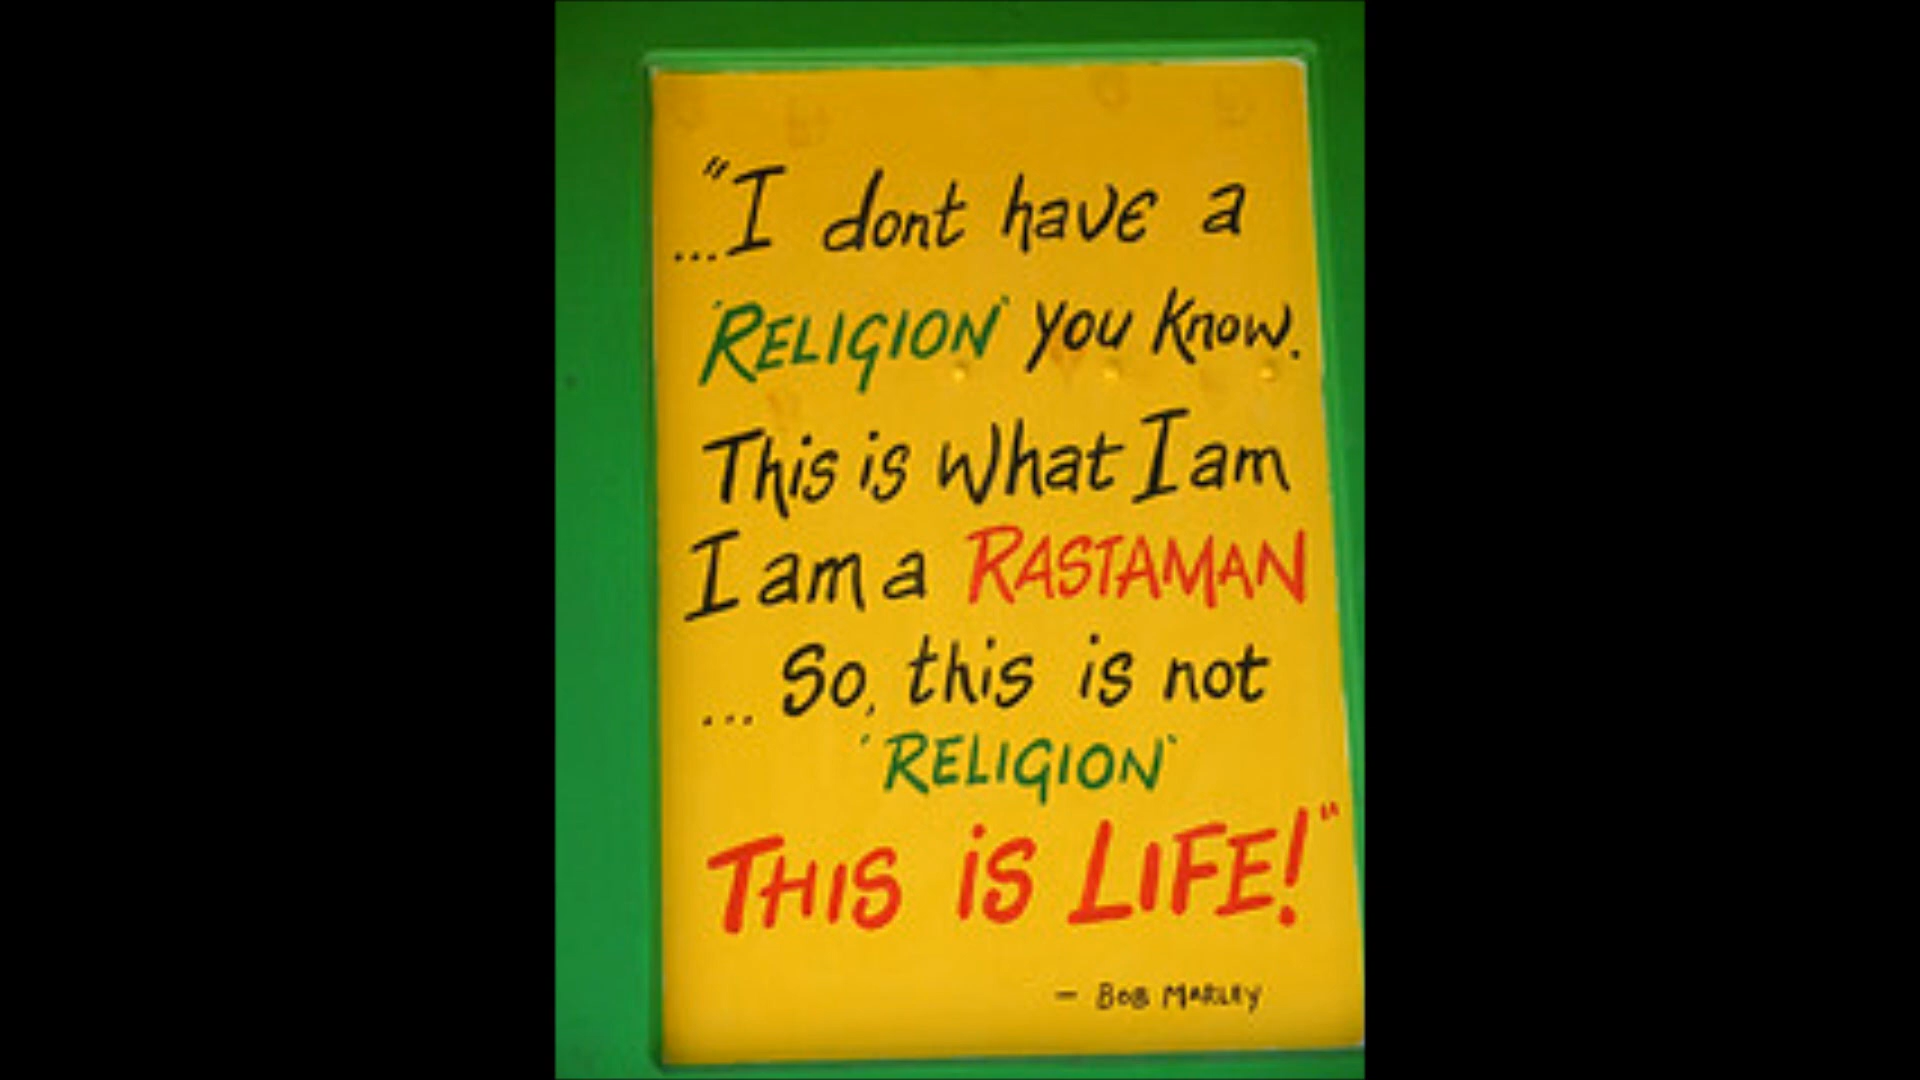 ..."I dont have a
'RELIGION' you know.
This is what I am
I am a RASTAMAN
... So, this is not
'RELIGION'
THIS iS LiFE!"
- BOB MARLEY